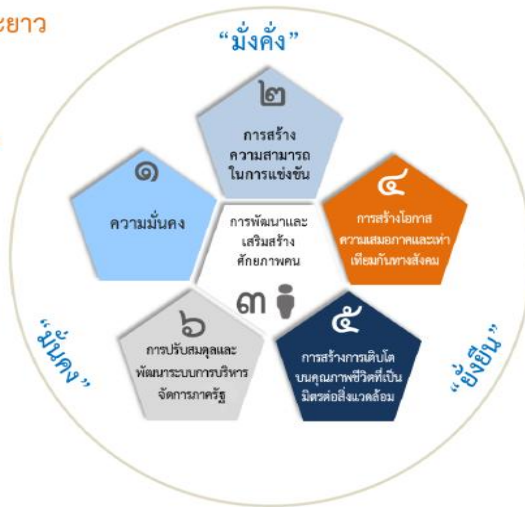 ะยาว
“มั่งคั่ง”
๒
การสร้าง
ความสามารถ
ในการแข่งขัน
๑
ความมั่นคง
๔
การสร้างโอกาส
ความเสมอภาคและเท่า
เทียมกันทางสังคม
การพัฒนาและ
เสริมสร้าง
ศักยภาพคน
๓
๖
การปรับสมดุลและ
พัฒนาระบบการบริหาร
จัดการภาครัฐ
๕
การสร้างการเติบโต
บนคุณภาพชีวิตที่เป็น
มิตรต่อสิ่งแวดล้อม
“มั่นคง”
“ยั่งยืน”